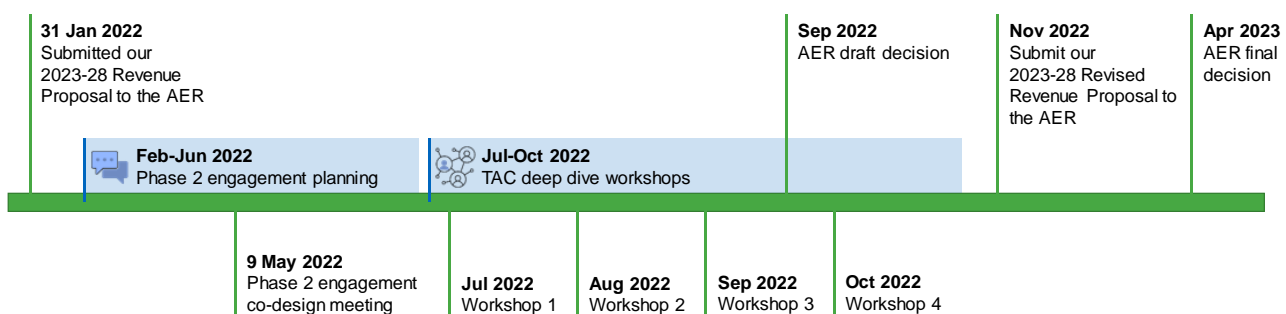 31 Jan 2022
Submitted our
2023-28 Revenue
Proposal to the AER
Sep 2022
AER draft decision
Nov 2022
Submit our
2023-28 Revised
Revenue Proposal to
the AER
Apr 2023
AER final
decision
Feb-Jun 2022
Phase 2 engagement planning
Jul-Oct 2022
TAC deep dive workshops
9 May 2022
Phase 2 engagement
co-design meeting
Jul 2022
Workshop 1
Aug 2022
Workshop 2
Sep 2022
Workshop 3
Oct 2022
Workshop 4